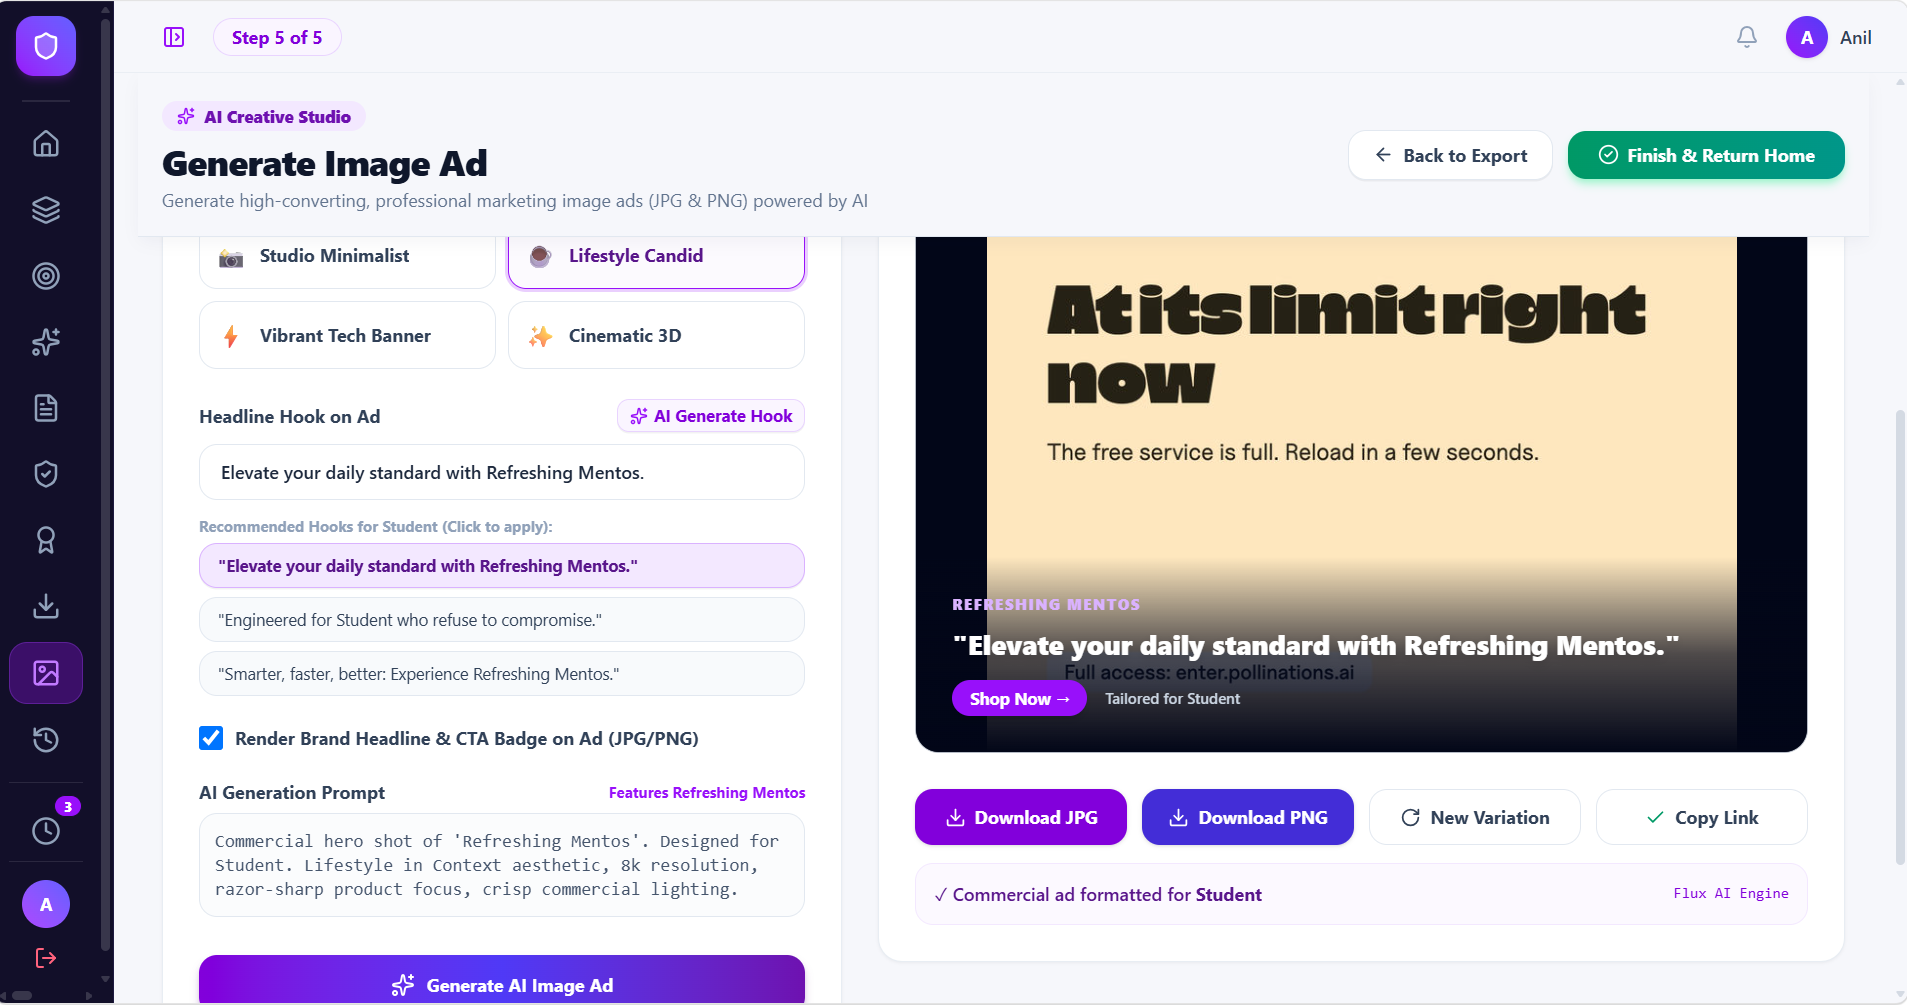 Step 5 of 5
A
Anil
AI Creative Studio
Generate Image Ad
Generate high-converting, professional marketing image ads (JPG & PNG) powered by AI
← Back to Export
Finish & Return Home
Studio Minimalist
Lifestyle Candid
Vibrant Tech Banner
Cinematic 3D
Headline Hook on Ad
AI Generate Hook
Elevate your daily standard with Refreshing Mentos.
Recommended Hooks for Student (Click to apply):
"Elevate your daily standard with Refreshing Mentos."
"Engineered for Student who refuse to compromise."
"Smarter, faster, better: Experience Refreshing Mentos."
Render Brand Headline & CTA Badge on Ad (JPG/PNG)
AI Generation Prompt
Features Refreshing Mentos
Commercial hero shot of 'Refreshing Mentos'. Designed for
Student. Lifestyle in Context aesthetic, 8k resolution,
razor-sharp product focus, crisp commercial lighting.
Generate AI Image Ad
At its limit right
now
The free service is full. Reload in a few seconds.
REFRESHING MENTOS
"Elevate your daily standard with Refreshing Mentos."
Full access: enter.pollinations.ai
Shop Now →
Tailored for Student
Download JPG
Download PNG
New Variation
Copy Link
✓ Commercial ad formatted for Student
Flux AI Engine
3
A